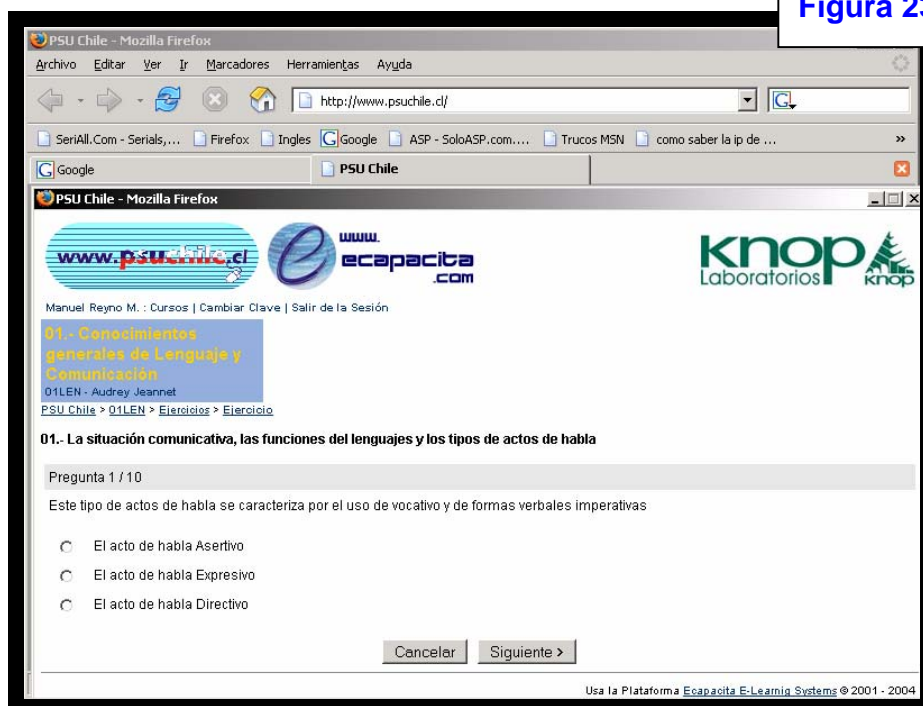 Figura 23
PSU Chile - Mozilla Firefox
Archivo Editar Ver Ir Marcadores Herramientas Ayuda
http://www.psuchile.cl/
G
SeriAll.Com - Serials,... Firefox Ingles Google ASP - SoloASP.com.... Trucos MSN como saber la ip de ... »
Google PSU Chile
PSU Chile - Mozilla Firefox
www.psuchile.cl
www.
ecapacita
.com
Knop
Laboratorios
knop
Manuel Reyno M. : Cursos | Cambiar Clave | Salir de la Sesión
01.- Conocimientos
generales de Lenguaje y
Comunicación
01LEN - Audrey Jeannet
PSU Chile > 01LEN > Ejercicios > Ejercicio
01.- La situación comunicativa, las funciones del lenguajes y los tipos de actos de habla
Pregunta 1 / 10
Este tipo de actos de habla se caracteriza por el uso de vocativo y de formas verbales imperativas
El acto de habla Asertivo
El acto de habla Expresivo
El acto de habla Directivo
Cancelar Siguiente >
Usa la Plataforma Ecapacita E-Learnig Systems © 2001 - 2004